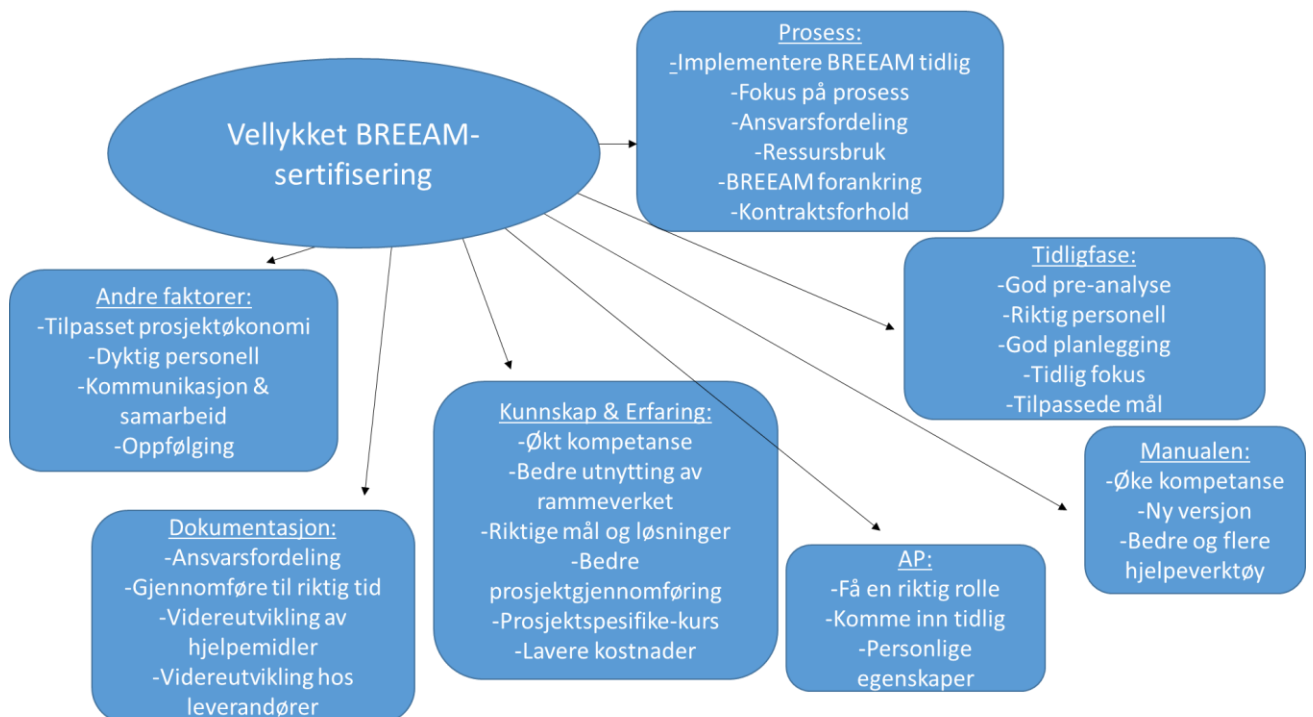 Vellykket BREEAM-
sertifisering
Prosess:
-Implementere BREEAM tidlig
-Fokus på prosess
-Ansvarsfordeling
-Ressursbruk
-BREEAM forankring
-Kontraktsforhold
Tidligfase:
-God pre-analyse
-Riktig personell
-God planlegging
-Tidlig fokus
-Tilpassede mål
Andre faktorer:
-Tilpasset prosjektøkonomi
-Dyktig personell
-Kommunikasjon &
samarbeid
-Oppfølging
Kunnskap & Erfaring:
-Økt kompetanse
-Bedre utnytting av
rammeverket
-Riktige mål og løsninger
-Bedre
prosjektgjennomføring
-Prosjektspesifike-kurs
-Lavere kostnader
Manualen:
-Øke kompetanse
-Ny versjon
-Bedre og flere
hjelpeverktøy
Dokumentasjon:
-Ansvarsfordeling
-Gjennomføre til riktig tid
-Videreutvikling av
hjelpemidler
-Videreutvikling hos
leverandører
AP:
-Få en riktig rolle
-Komme inn tidlig
-Personlige
egenskaper